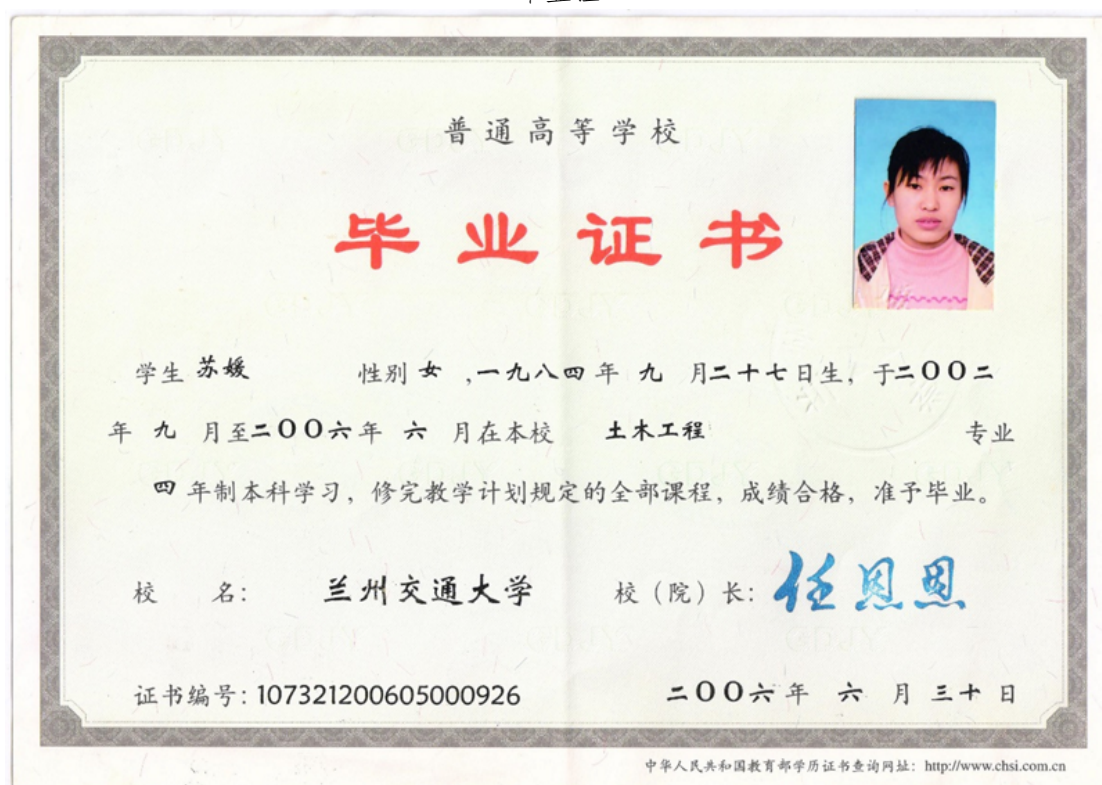 普通高等学校
毕业证书
学生 苏媛 性别 女 ,一九八四年 九 月二十七日生，于二〇〇二
年 九 月至二〇〇六年 六 月在本校 土木工程 专业
四 年制本科学习，修完教学计划规定的全部课程，成绩合格，准予毕业。
校 名： 兰州交通大学 校（院）长：任恩恩
证书编号：107321200605000926 二〇〇六年 六 月 三十 日
中华人民共和国教育部学历证书查询网址：http://www.chsi.com.cn